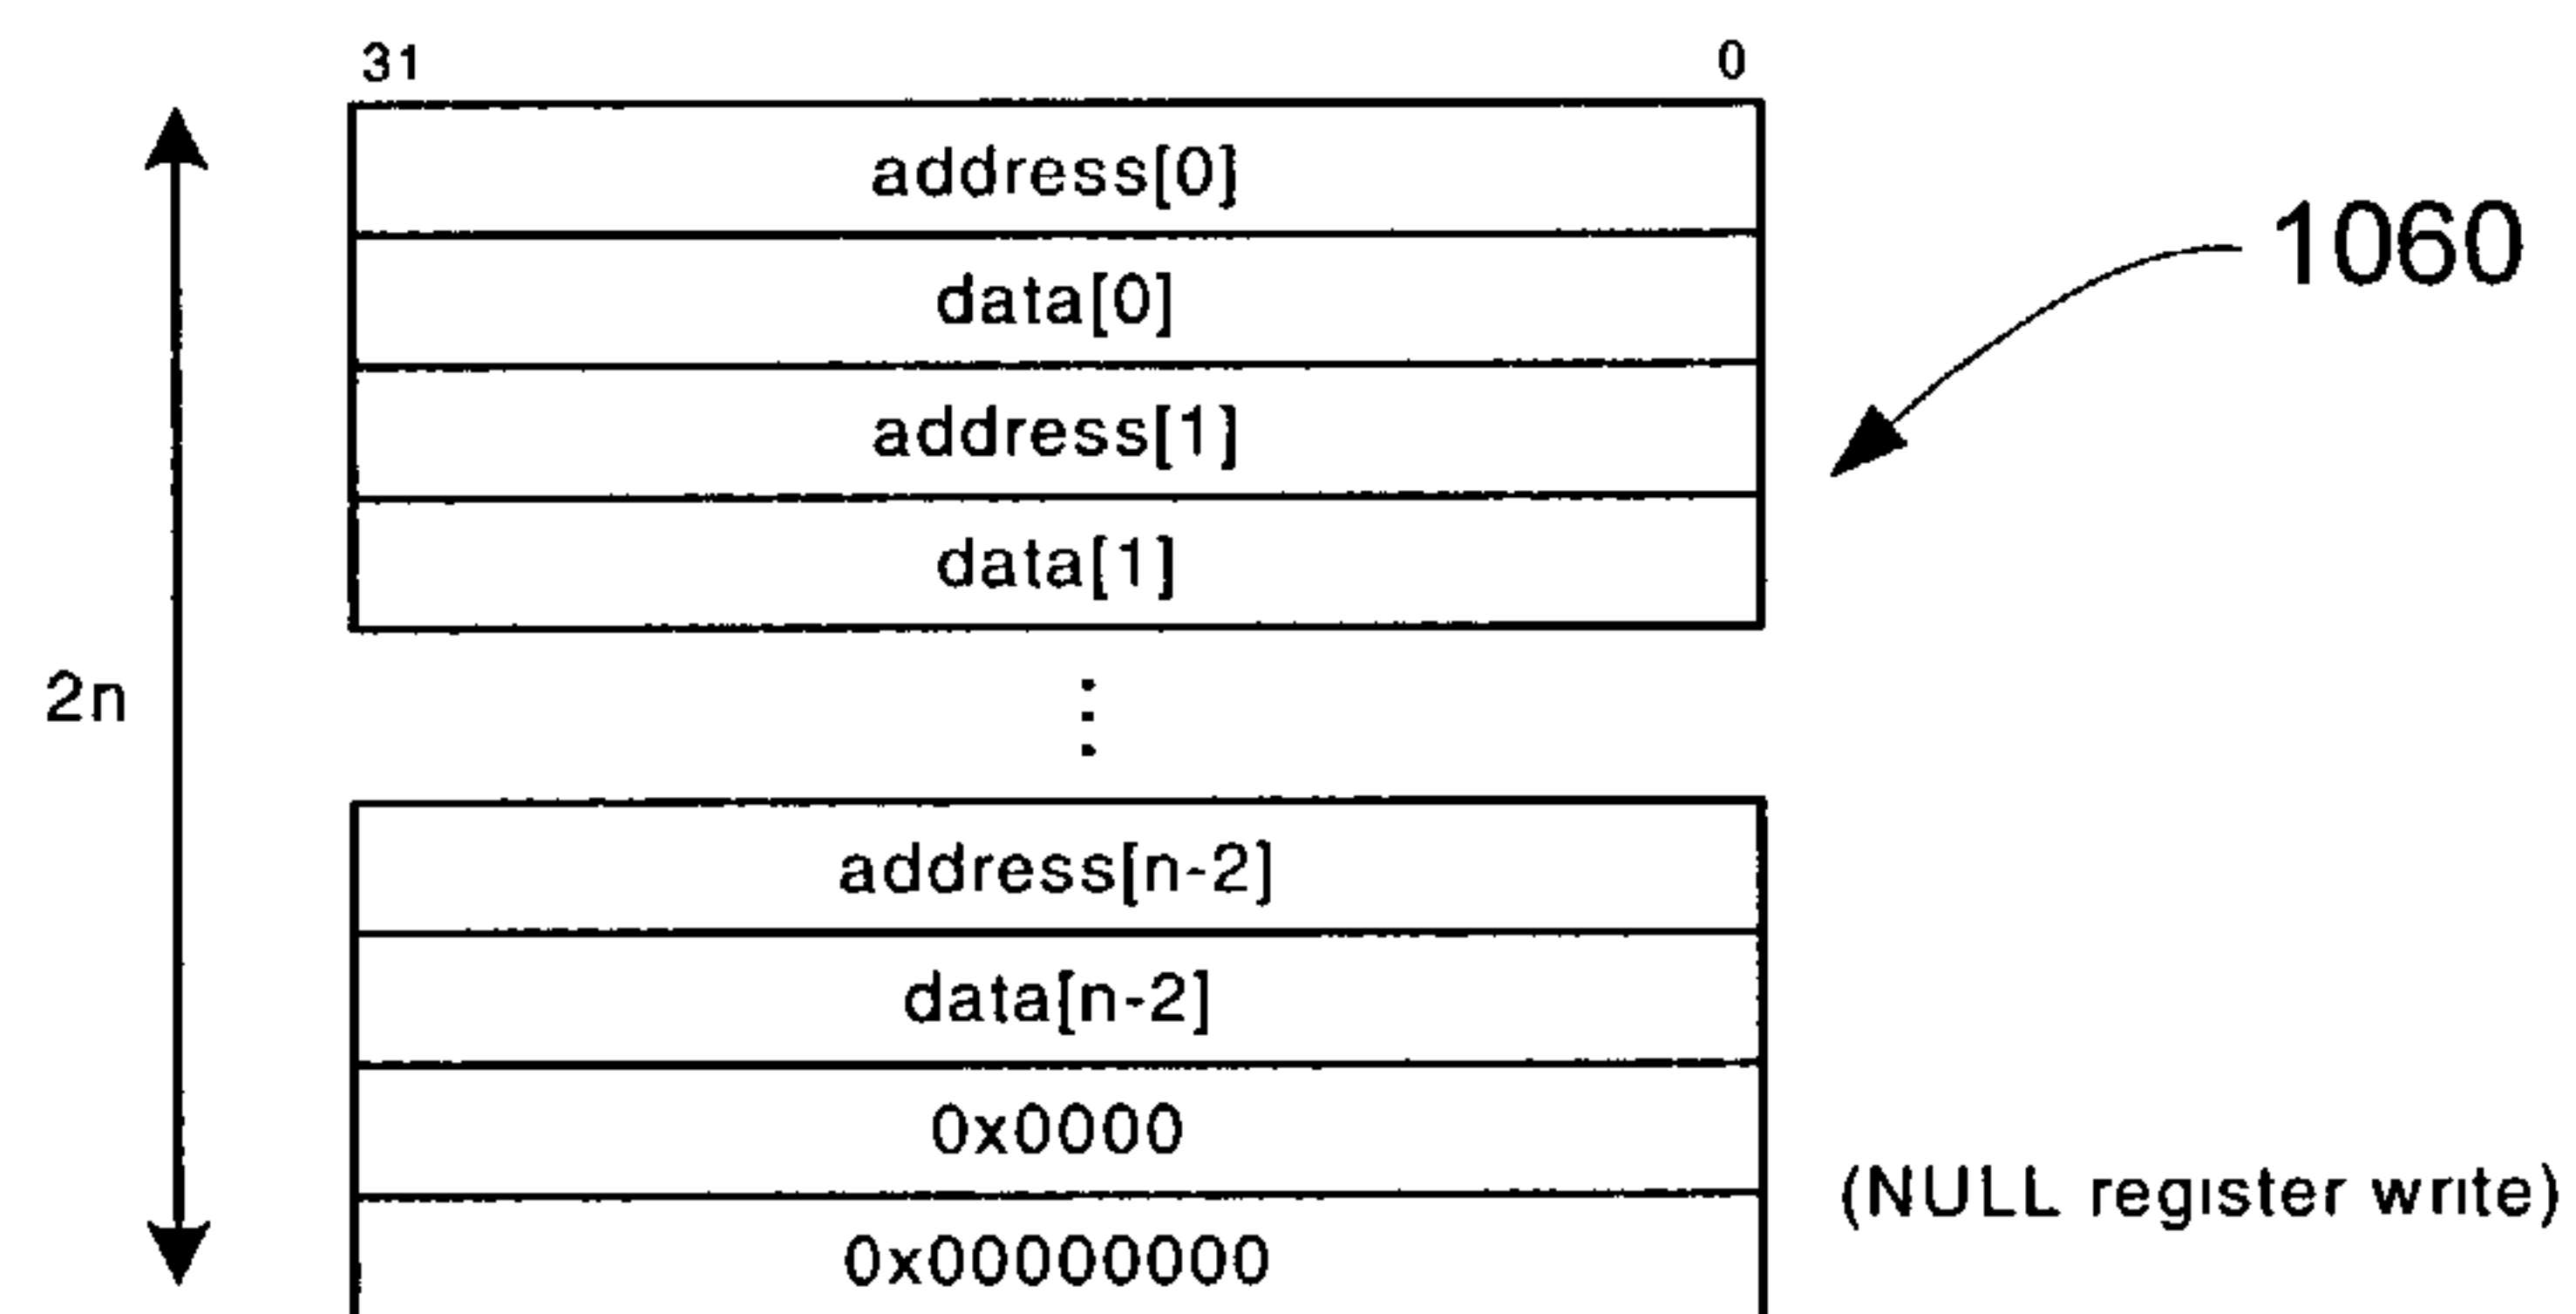 31 0
address[0]
data[0]
address[1]
data[1]
1060
2n
⋮
address[n-2]
data[n-2]
0x0000
0x00000000
(NULL register write)